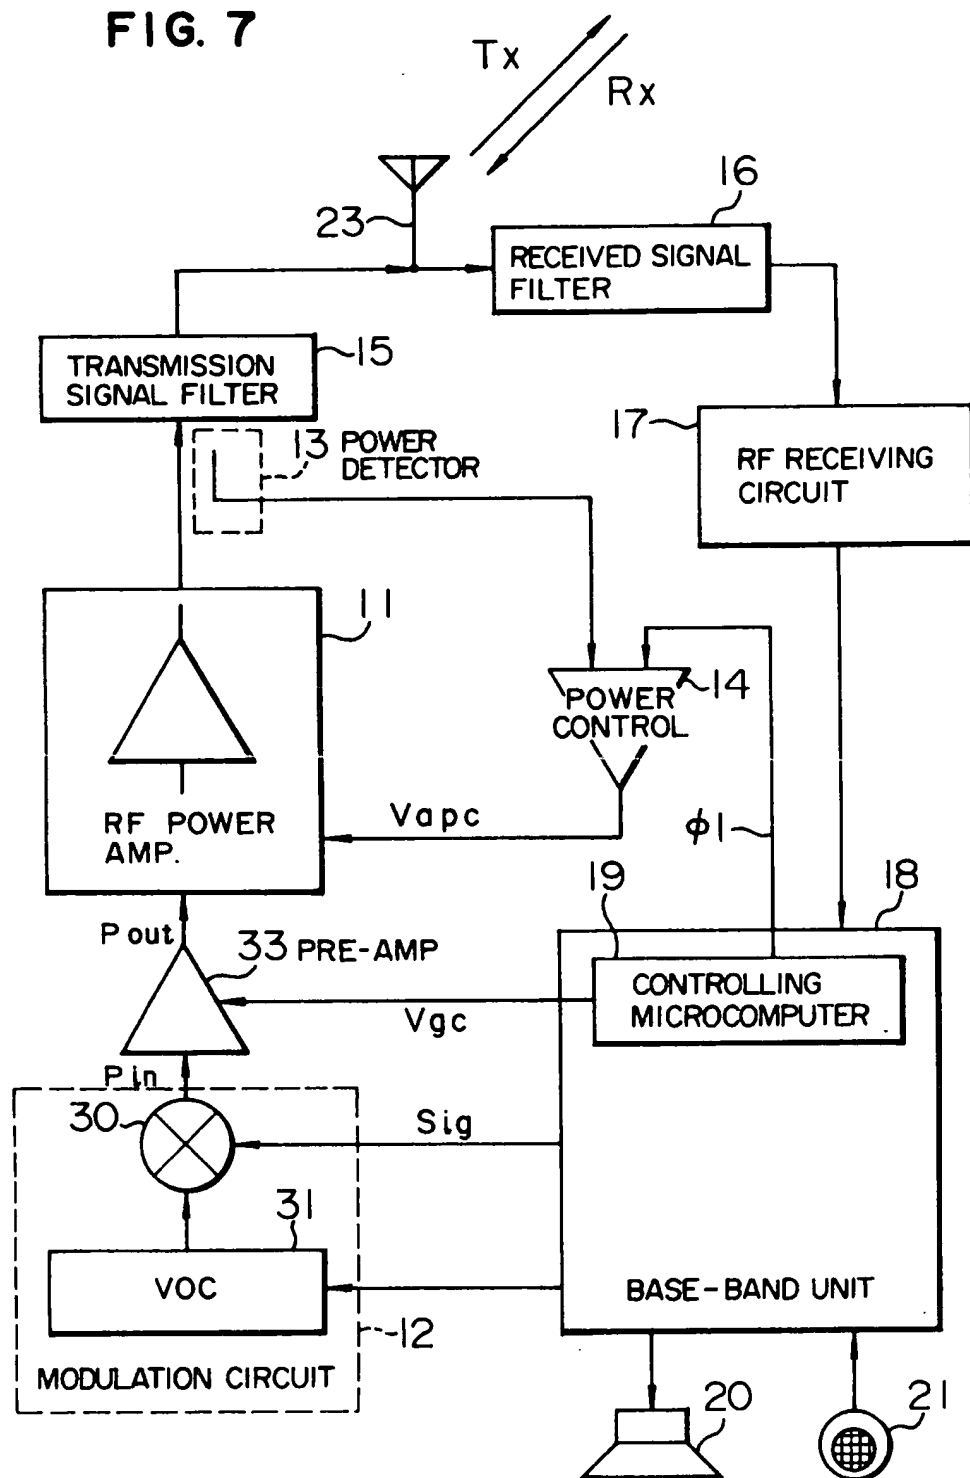 FIG. 7
Tx
Rx
16
23
RECEIVED SIGNAL
FILTER
15
TRANSMISSION
SIGNAL FILTER
17
13 POWER
DETECTOR
RF RECEIVING
CIRCUIT
11
14
POWER
CONTROL
Vapc
φ1
RF POWER
AMP.
19
18
Pout
33 PRE-AMP
CONTROLLING
MICROCOMPUTER
Vgc
Pin
30
Sig
31
VOC
BASE-BAND UNIT
12
MODULATION CIRCUIT
20
21